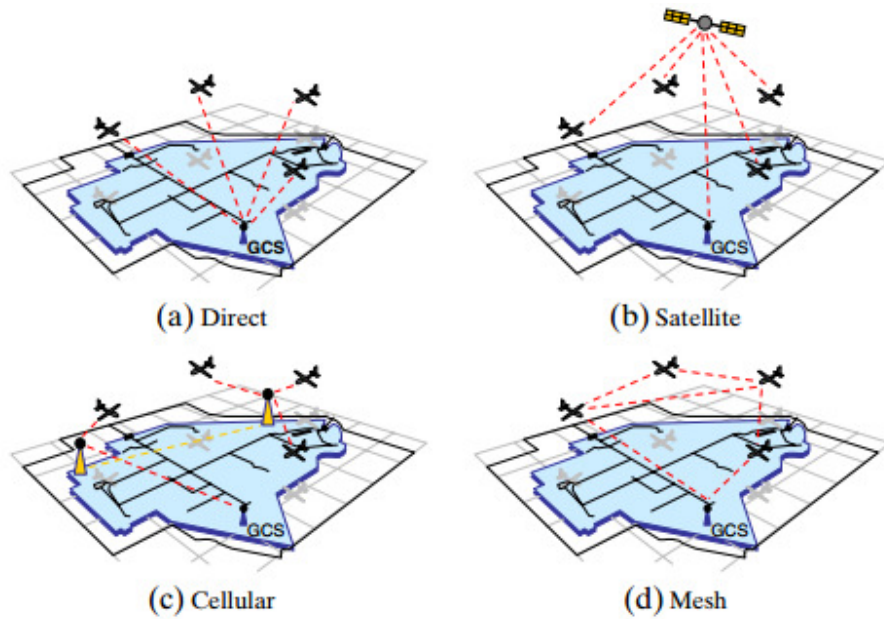 GCS
(a) Direct
GCS
(b) Satellite
GCS
(c) Cellular
GCS
(d) Mesh